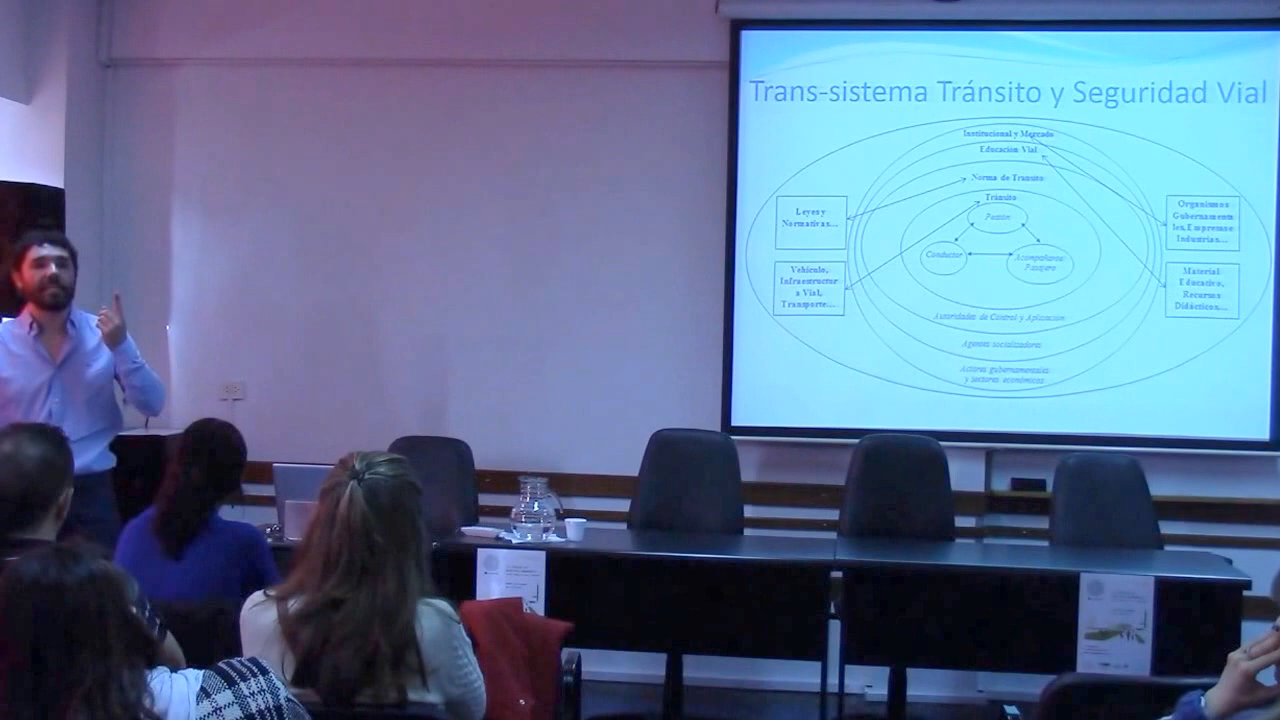 Trans-sistema Tránsito y Seguridad Vial
Institucional y Mercado
Educación Vial
Norma de Transito
Tránsito
Peatón
Conductor
Acompañante:
Pasajero
Autoridades de Control y Aplicación
Agentes socializadores
Actores gubernamentales
y sectores económicos
Leyes y
Normativas...
Vehículo,
Infraestructur
a Vial,
Transporte...
Organismos
Gubernamen
les, Empresas
Industrias...
Material
Educativo,
Recursos
Didácticos...